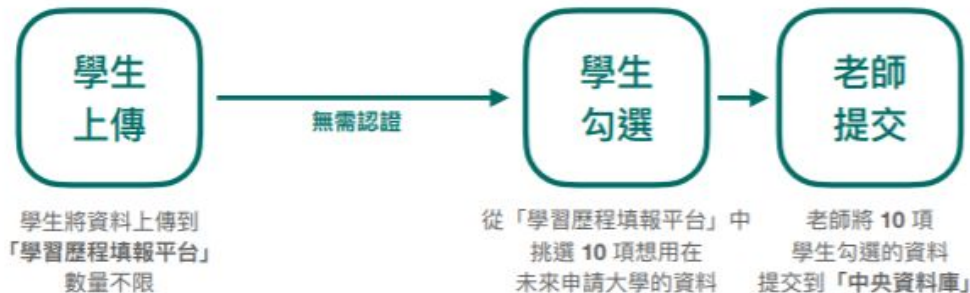 學生
上傳
無需認證
學生
勾選
老師
提交
學生將資料上傳到
「學習歷程填報平台」
數量不限
從「學習歷程填報平台」中
挑選 10 項想用在
未來申請大學的資料
老師將 10 項
學生勾選的資料
提交到「中央資料庫」